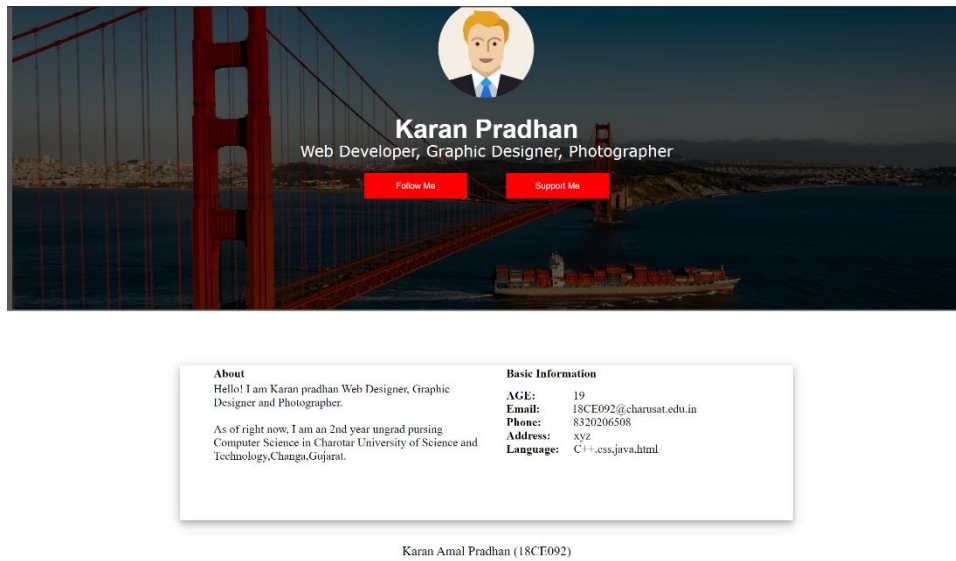 Karan Pradhan
Web Developer, Graphic Designer, Photographer
Follow Me
Support Me
About
Hello! I am Karan pradhan Web Designer, Graphic
Designer and Photographer.
As of right now, I am an 2nd year ungrad pursing
Computer Science in Charotar University of Science and
Technology,Changa,Gujarat.
Basic Information
AGE: 19
Email: 18CE092@charusat.edu.in
Phone: 8320206508
Address: xyz
Language: C++,css,java,html
Karan Amal Pradhan (18CE092)